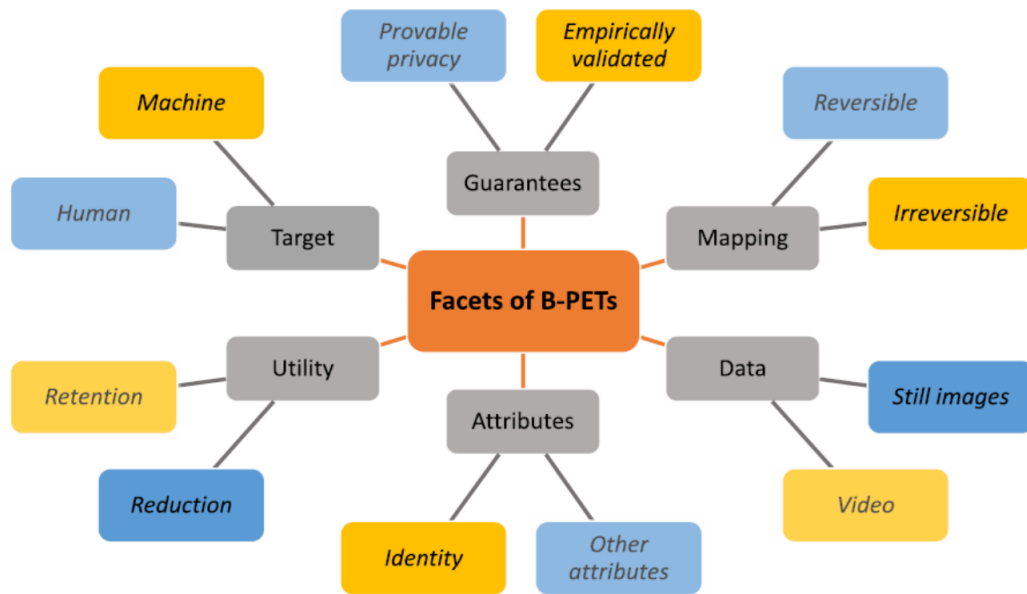 Provable
privacy
Empirically
validated
Machine
Reversible
Guarantees
Human
Target
Mapping
Irreversible
Facets of B-PETs
Retention
Utility
Data
Still images
Attributes
Reduction
Video
Identity
Other
attributes